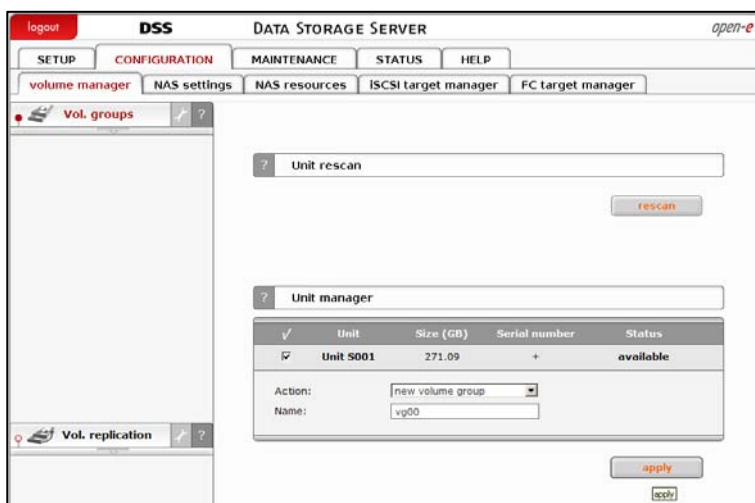 logout DSS DATA STORAGE SERVER open-e
SETUP CONFIGURATION MAINTENANCE STATUS HELP
volume manager NAS settings NAS resources iSCSI target manager FC target manager
Vol. groups ?
? Unit rescan
rescan
? Unit manager
Unit Size (GB) Serial number Status
Unit S001 271.09 + available
Action: new volume group
Name: vg00
Vol. replication ?
apply
apply